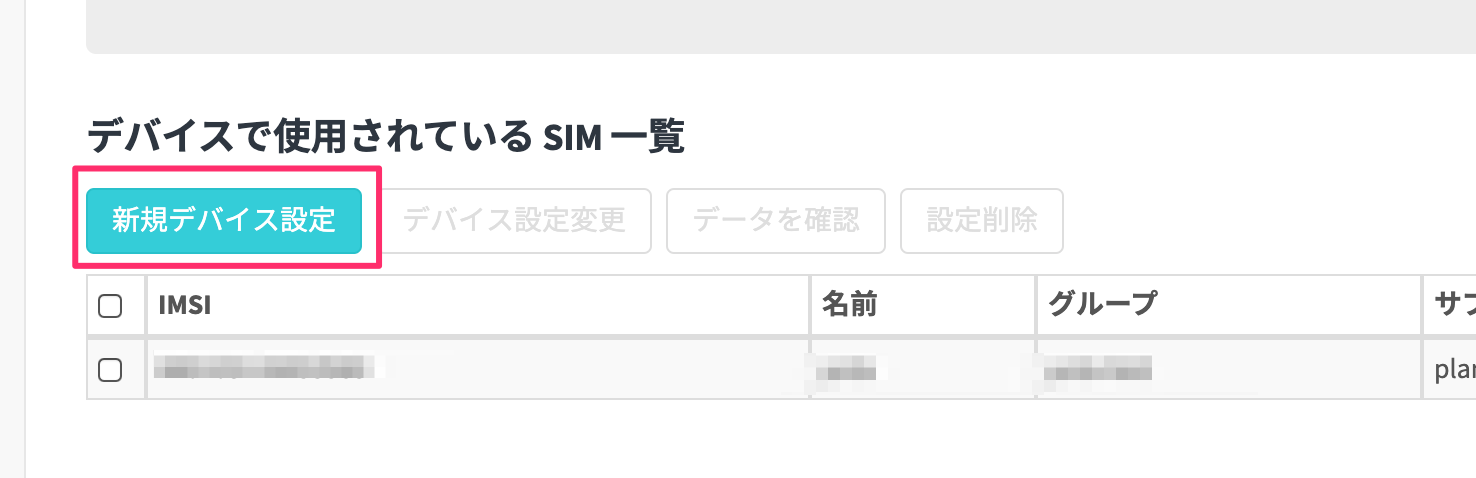 デバイスで使用されている SIM 一覧
新規デバイス設定 デバイス設定変更 データを確認 設定削除
IMSI 名前 グループ